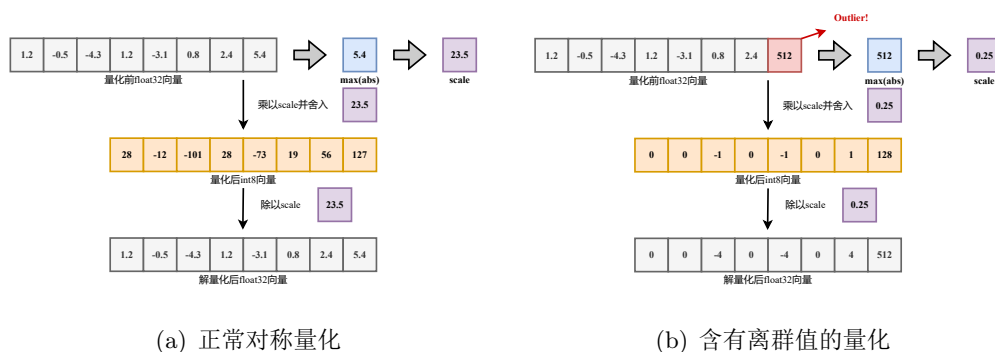 Outlier!
1.2 -0.5 -4.3 1.2 -3.1 0.8 2.4 5.4
5.4
23.5
量化前float32向量
max(abs)
scale
乘以scale并舍入
23.5
28 -12 -101 28 -73 19 56 127
量化后int8向量
除以scale
23.5
1.2 -0.5 -4.3 1.2 -3.1 0.8 2.4 5.4
解量化后float32向量
(a) 正常对称量化
1.2 -0.5 -4.3 1.2 -3.1 0.8 2.4 512
512
0.25
量化前float32向量
max(abs)
scale
乘以scale并舍入
0.25
0 0 -1 0 -1 0 1 128
量化后int8向量
除以scale
0.25
0 0 -4 0 -4 0 4 512
解量化后float32向量
(b) 含有离群值的量化